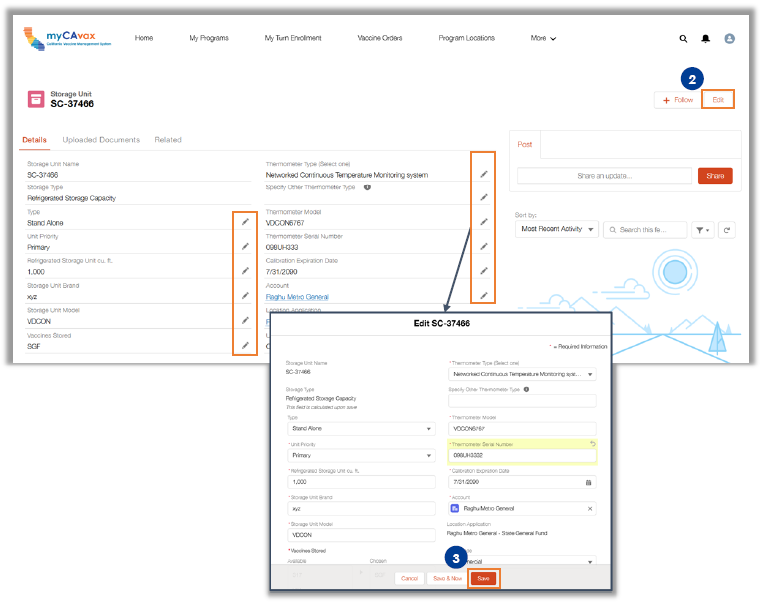 myCAvax
California Vaccine Management System
Home
My Programs
My Turn Enrollment
Vaccine Orders
Program Locations
More
2
Storage Unit
SC-37466
+ Follow
Edit
Details
Uploaded Documents
Related
Storage Unit Name
SC-37466
Storage Type
Refrigerated Storage Capacity
Type
Stand Alone
Unit Priority
Primary
Refrigerated Storage Unit cu. ft.
1,000
Storage Unit Brand
xyz
Storage Unit Model
VDCON
Vaccines Stored
SGF
Thermometer Type (Select one)
Networked Continuous Temperature Monitoring system
Specify Other Thermometer Type
Thermometer Model
VDCON6767
Thermometer Serial Number
098UH333
Calibration Expiration Date
7/31/2090
Account
Raghu Metro General
Location Application
Post
Share an update...
Share
Sort by:
Most Recent Activity
Search this fe...
Edit SC-37466
* = Required Information
Storage Unit Name
SC-37466
Storage Type
Refrigerated Storage Capacity
This field is calculated upon save
Type
Stand Alone
*Unit Priority
Primary
*Refrigerated Storage Unit cu. ft.
1,000
*Storage Unit Brand
xyz
*Storage Unit Model
VDCON
*Vaccines Stored
Available
Chosen
*Thermometer Type (Select one)
Networked Continuous Temperature Monitoring syste...
Specify Other Thermometer Type
*Thermometer Model
VDCON6767
*Thermometer Serial Number
098UH3332
*Calibration Expiration Date
7/31/2090
*Account
Raghu Metro General
Location Application
Raghu Metro General - State General Fund
3
Cancel
Save & New
Save